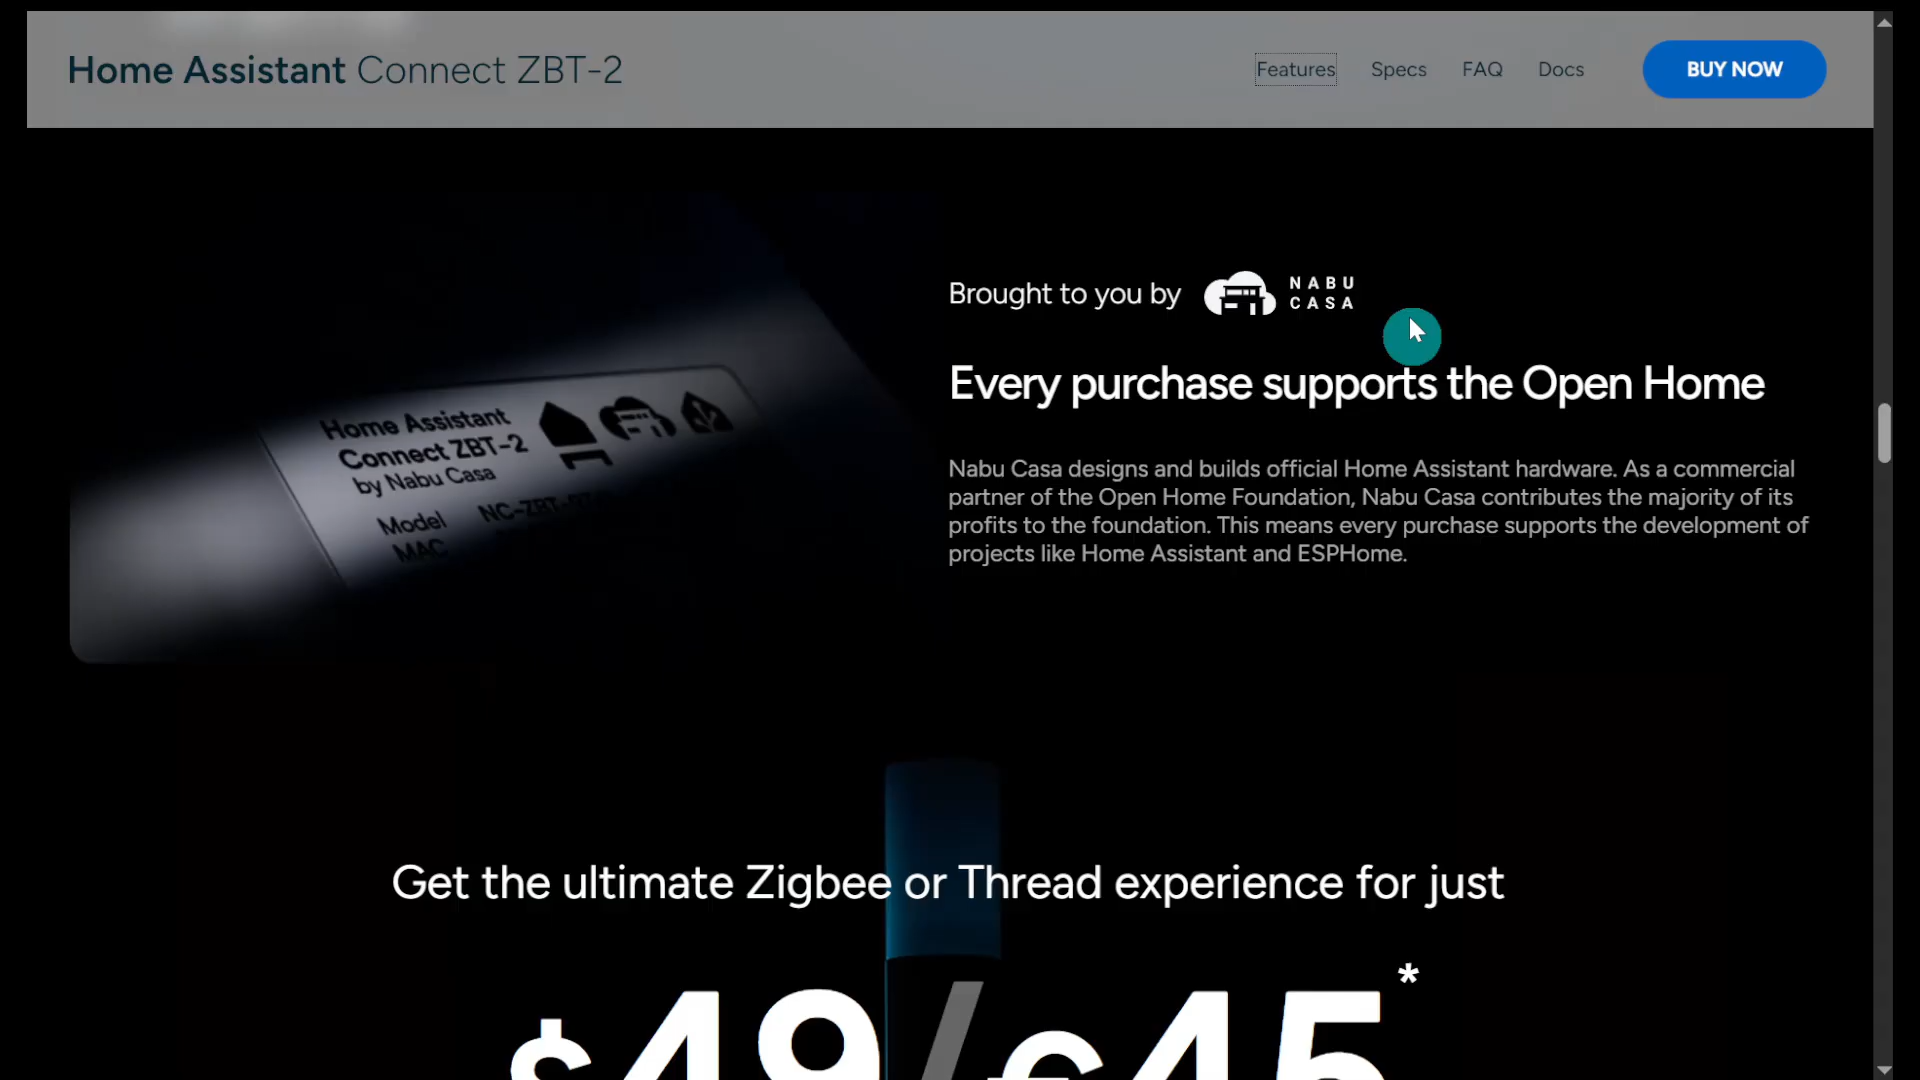 Home Assistant Connect ZBT-2
Features
Specs
FAQ
Docs
BUY NOW
Brought to you by NABU CASA
Every purchase supports the Open Home
Nabu Casa designs and builds official Home Assistant hardware. As a commercial
partner of the Open Home Foundation, Nabu Casa contributes the majority of its
profits to the foundation. This means every purchase supports the development of
projects like Home Assistant and ESPHome.
Home Assistant
Connect ZBT-2
by Nabu Casa
Model
MAC
Get the ultimate Zigbee or Thread experience for just
$49/€45*